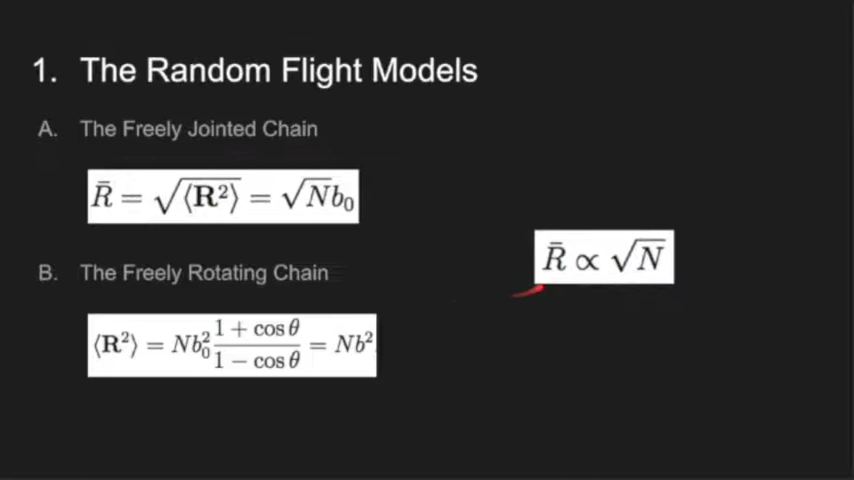 1. The Random Flight Models
A. The Freely Jointed Chain
R̄ = √⟨R²⟩ = √N b₀
B. The Freely Rotating Chain
R̄ ∝ √N
⟨R²⟩ = Nb₀² (1 + cos θ)/(1 − cos θ) = Nb²